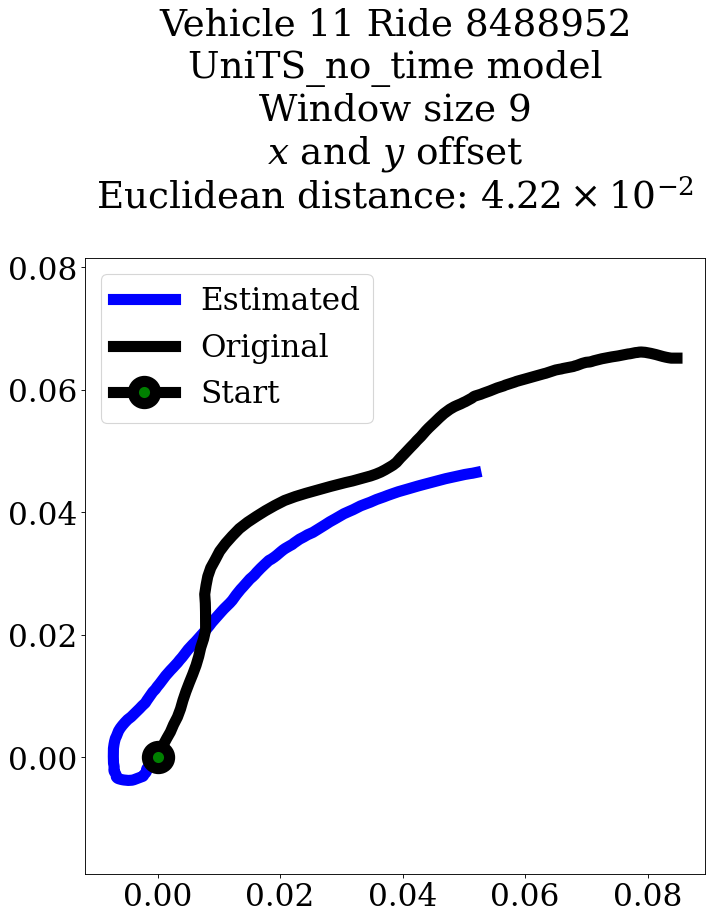 Vehicle 11 Ride 8488952
UniTS_no_time model
Window size 9
x and y offset
Euclidean distance: 4.22 × 10⁻²
0.08
Estimated
Original
Start
0.06
0.04
0.02
0.00
0.00 0.02 0.04 0.06 0.08